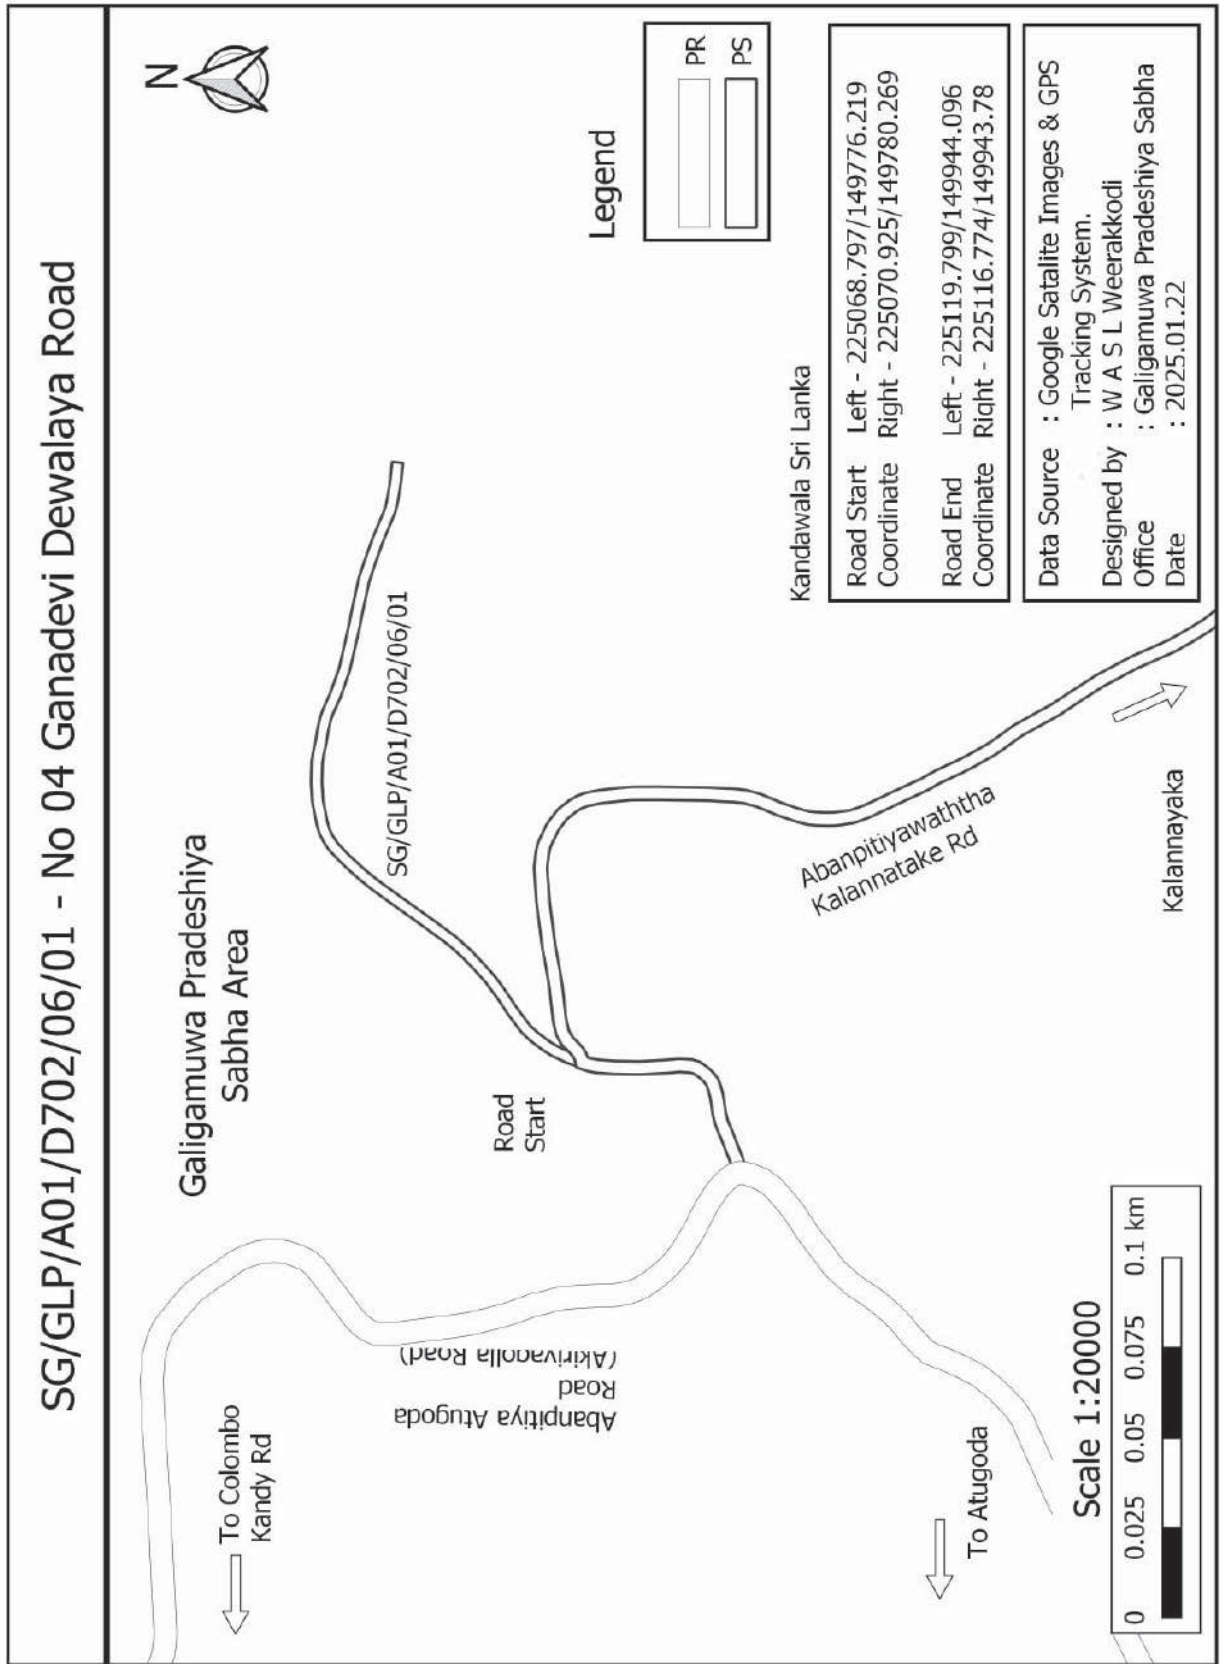 SG/GLP/A01/D702/06/01 - No 04 Ganadevi Dewalaya Road
N
Galigamuwa Pradeshiya
Sabha Area
To Colombo
Kandy Rd
Abanpitiya Atugoda
Road
(Akirivagolla Road)
Road
Start
SG/GLP/A01/D702/06/01
Legend
PR
PS
Abanpitiyawaththa
Kalannatake Rd
Kandawala Sri Lanka
Road Start Left - 225068.797/149776.219
Coordinate Right - 225070.925/149780.269
Road End Left - 225119.799/149944.096
Coordinate Right - 225116.774/149943.78
To Atugoda
Kalannayaka
Scale 1:20000
0 0.025 0.05 0.075 0.1 km
Data Source : Google Satalite Images & GPS
Tracking System.
Designed by : W A S L Weerakkodi
Office : Galigamuwa Pradeshiya Sabha
Date : 2025.01.22